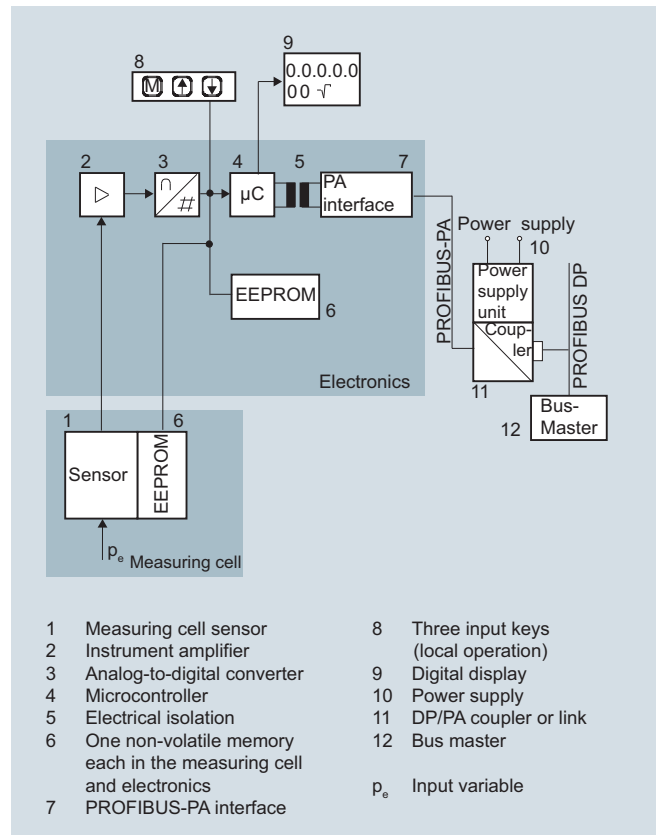 9
8
0.0.0.0.0
00 √
M
2
3
4
5
7
∩
#
µC
PA
interface
EEPROM
6
Electronics
PROFIBUS-PA
Power supply
10
Power
supply
unit
Coup-
ler
11
PROFIBUS DP
12
Bus-
Master
1
6
Sensor
EEPROM
pe
Measuring cell
1 Measuring cell sensor
2 Instrument amplifier
3 Analog-to-digital converter
4 Microcontroller
5 Electrical isolation
6 One non-volatile memory
each in the measuring cell
and electronics
7 PROFIBUS-PA interface
8 Three input keys
(local operation)
9 Digital display
10 Power supply
11 DP/PA coupler or link
12 Bus master
pe Input variable